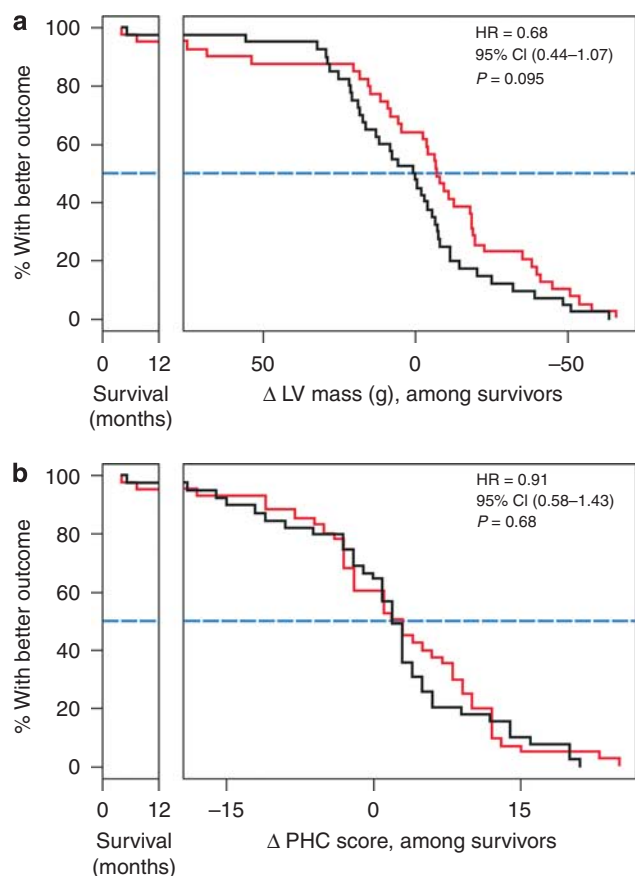 a
100
80
60
40
20
0
% With better outcome
HR = 0.68
95% CI (0.44–1.07)
P = 0.095
0 12
50 0 –50
Survival
(months)
Δ LV mass (g), among survivors
b
100
80
60
40
20
0
% With better outcome
HR = 0.91
95% CI (0.58–1.43)
P = 0.68
0 12
–15 0 15
Survival
(months)
Δ PHC score, among survivors